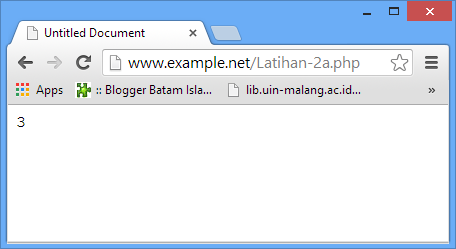 Untitled Document
www.example.net/Latihan-2a.php
Apps :: Blogger Batam Isla... lib.uin-malang.ac.id... »
3